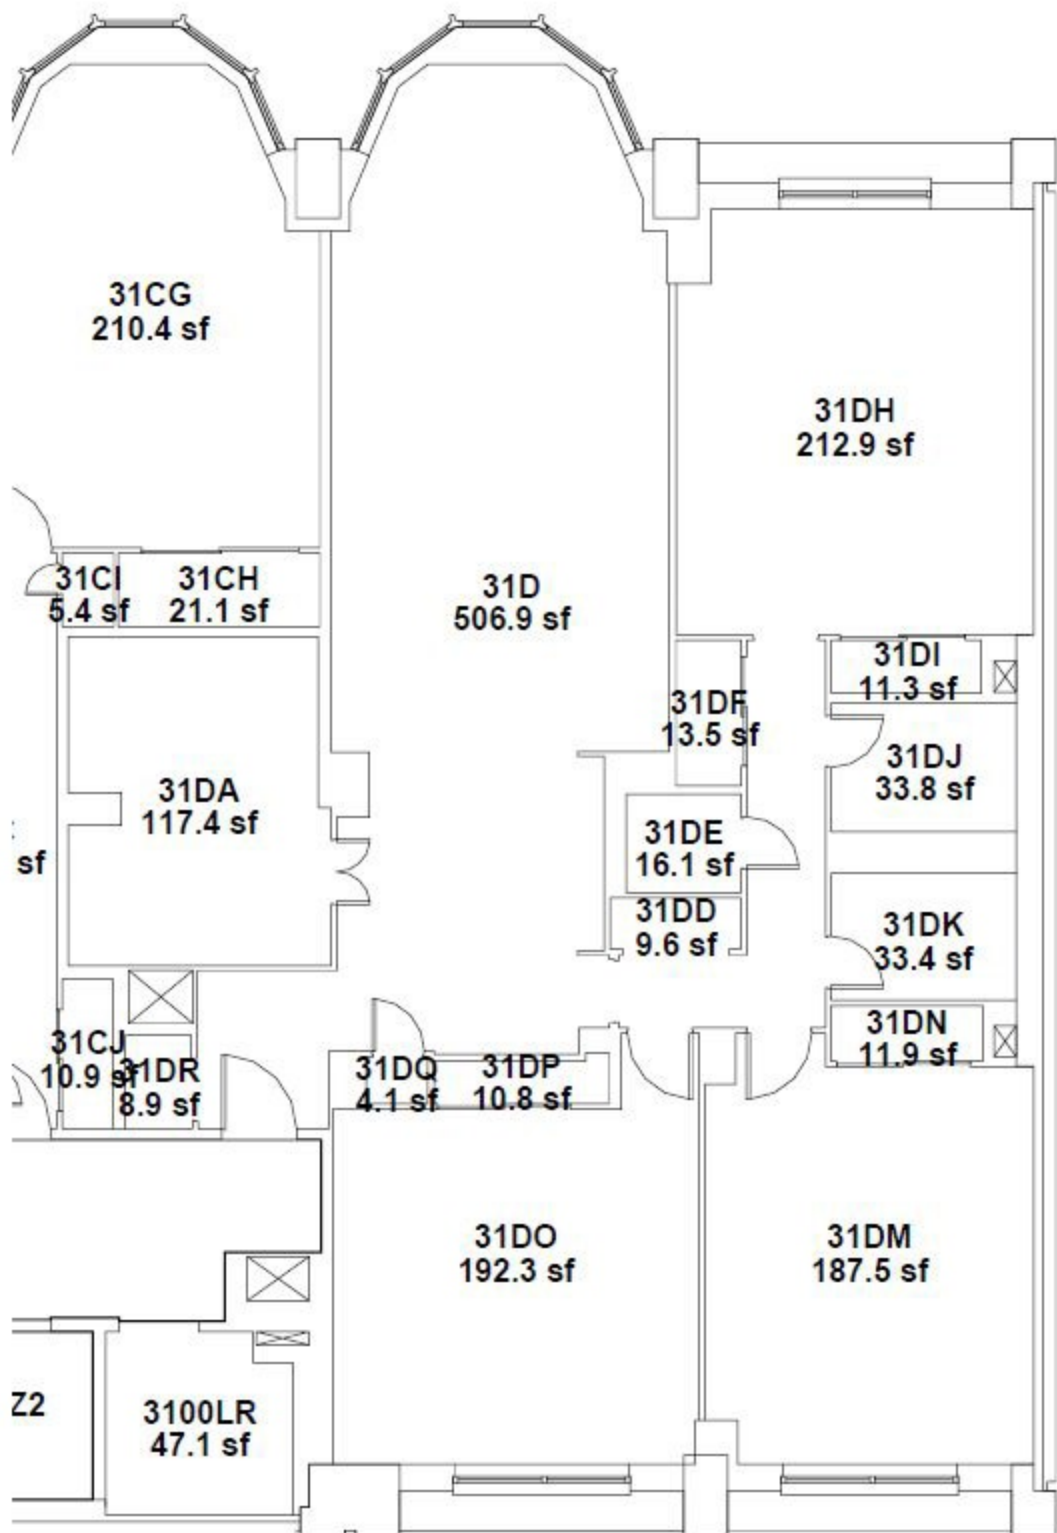 31CG
210.4 sf
31DH
212.9 sf
31CI
5.4 sf
31CH
21.1 sf
31D
506.9 sf
31DI
11.3 sf
31DF
13.5 sf
31DJ
33.8 sf
31DA
117.4 sf
sf
31DE
16.1 sf
31DD
9.6 sf
31DK
33.4 sf
31DN
11.9 sf
31CJ
10.9 sf
31DR
8.9 sf
31DQ
4.1 sf
31DP
10.8 sf
31DO
192.3 sf
31DM
187.5 sf
Z2
3100LR
47.1 sf